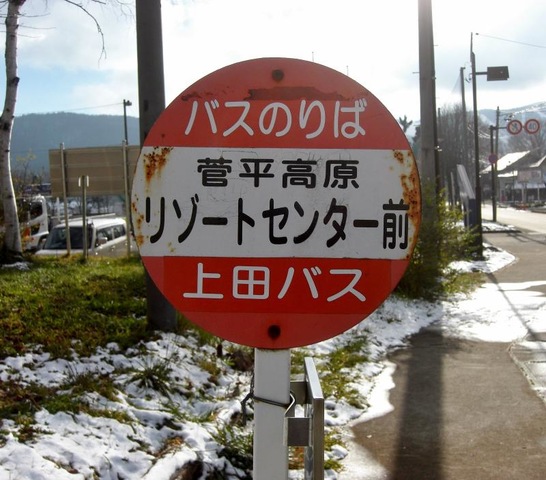 バスのりば
菅平高原
リゾートセンター前
上田バス